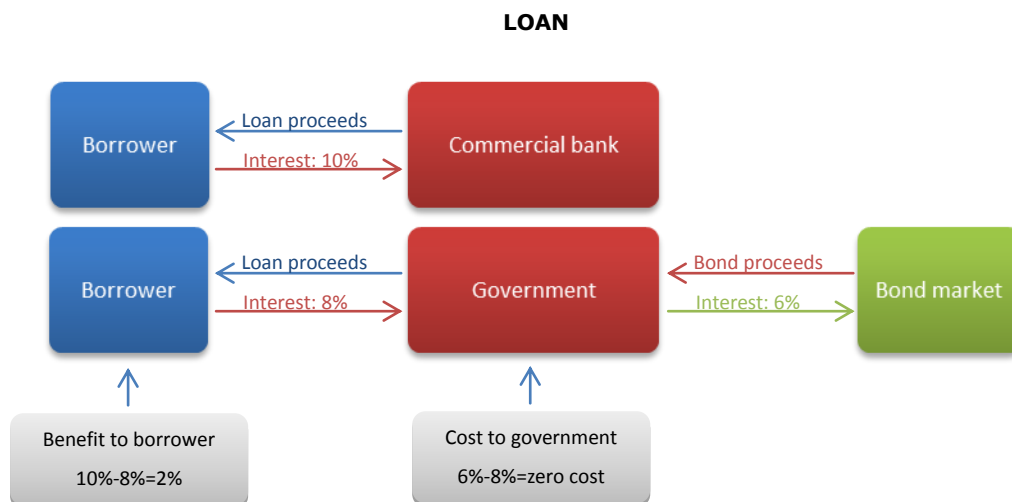 LOAN
Borrower
Loan proceeds
Interest: 10%
Commercial bank
Borrower
Loan proceeds
Interest: 8%
Government
Bond proceeds
Interest: 6%
Bond market
Benefit to borrower
10%-8%=2%
Cost to government
6%-8%=zero cost